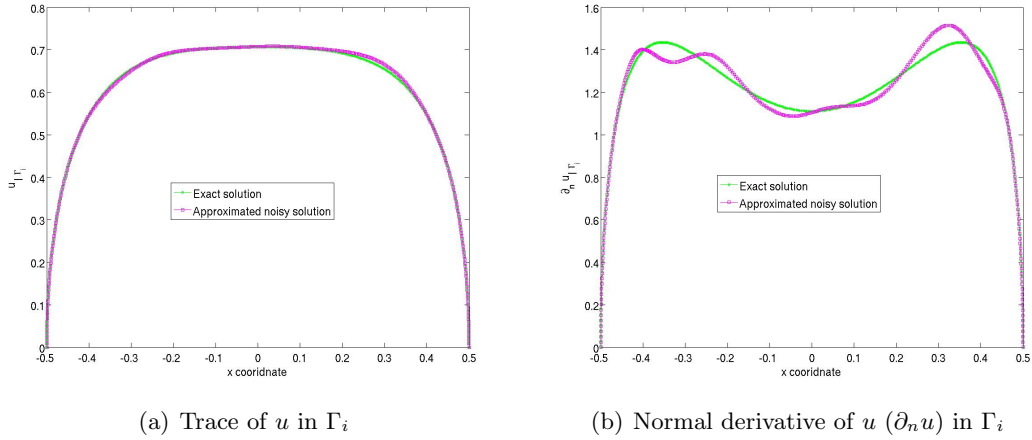 0.8
0.7
0.6
0.5
0.4
0.3
0.2
0.1
0
u | Γi
Exact solution
Approximated noisy solution
-0.5 -0.4 -0.3 -0.2 -0.1 0 0.1 0.2 0.3 0.4 0.5
x cooridnate
(a) Trace of u in Γi
1.6
1.4
1.2
1
0.8
0.6
0.4
0.2
0
∂n u | Γi
Exact solution
Approximated noisy solution
-0.5 -0.4 -0.3 -0.2 -0.1 0 0.1 0.2 0.3 0.4 0.5
x cooridnate
(b) Normal derivative of u (∂nu) in Γi